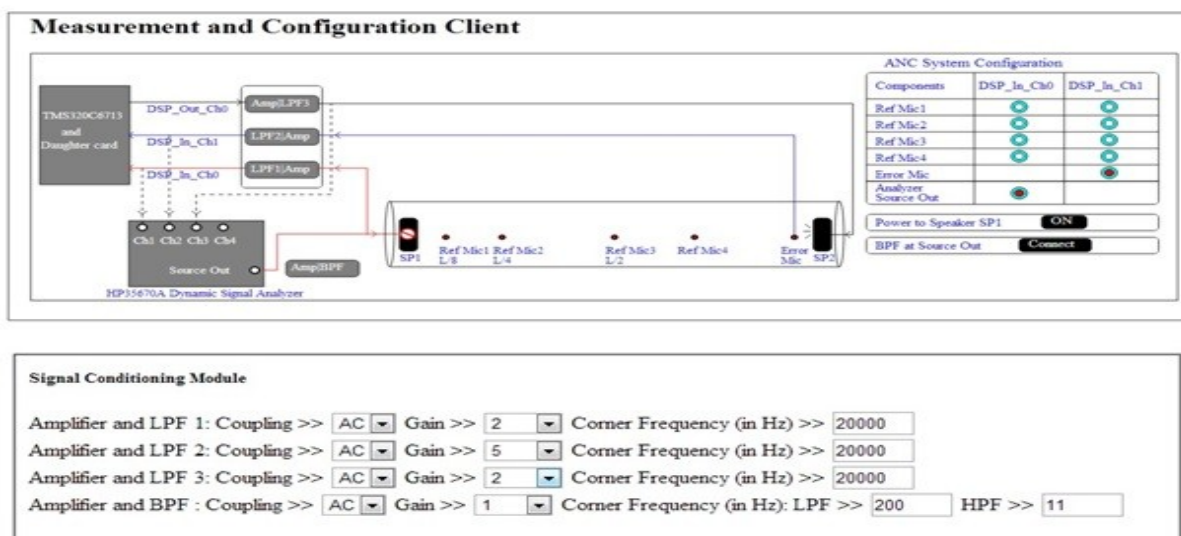 Measurement and Configuration Client
ANC System Configuration
Components DSP_In_Ch0 DSP_In_Ch1
Ref Mic1
Ref Mic2
Ref Mic3
Ref Mic4
Error Mic
Analyzer
Source Out
Power to Speaker SP1 ON
BPF at Source Out Connect
TMS320C6713
and
Daughter card
DSP_Out_Ch0
DSP_In_Ch1
DSP_In_Ch0
Amp|LPF3
LPF2|Amp
LPF1|Amp
Ch1 Ch2 Ch3 Ch4
Source Out
Amp|BPF
HP35670A Dynamic Signal Analyzer
SP1
Ref Mic1
L/8
Ref Mic2
L/4
Ref Mic3
L/2
Ref Mic4
Error
Mic
SP2
Signal Conditioning Module
Amplifier and LPF 1: Coupling >> AC Gain >> 2 Corner Frequency (in Hz) >> 20000
Amplifier and LPF 2: Coupling >> AC Gain >> 5 Corner Frequency (in Hz) >> 20000
Amplifier and LPF 3: Coupling >> AC Gain >> 2 Corner Frequency (in Hz) >> 20000
Amplifier and BPF : Coupling >> AC Gain >> 1 Corner Frequency (in Hz): LPF >> 200 HPF >> 11